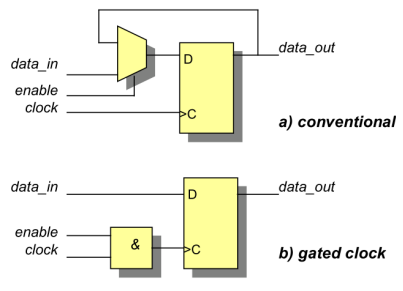 data_in
enable
clock
D
>C
data_out
a) conventional
data_in
enable
clock
&
D
>C
data_out
b) gated clock